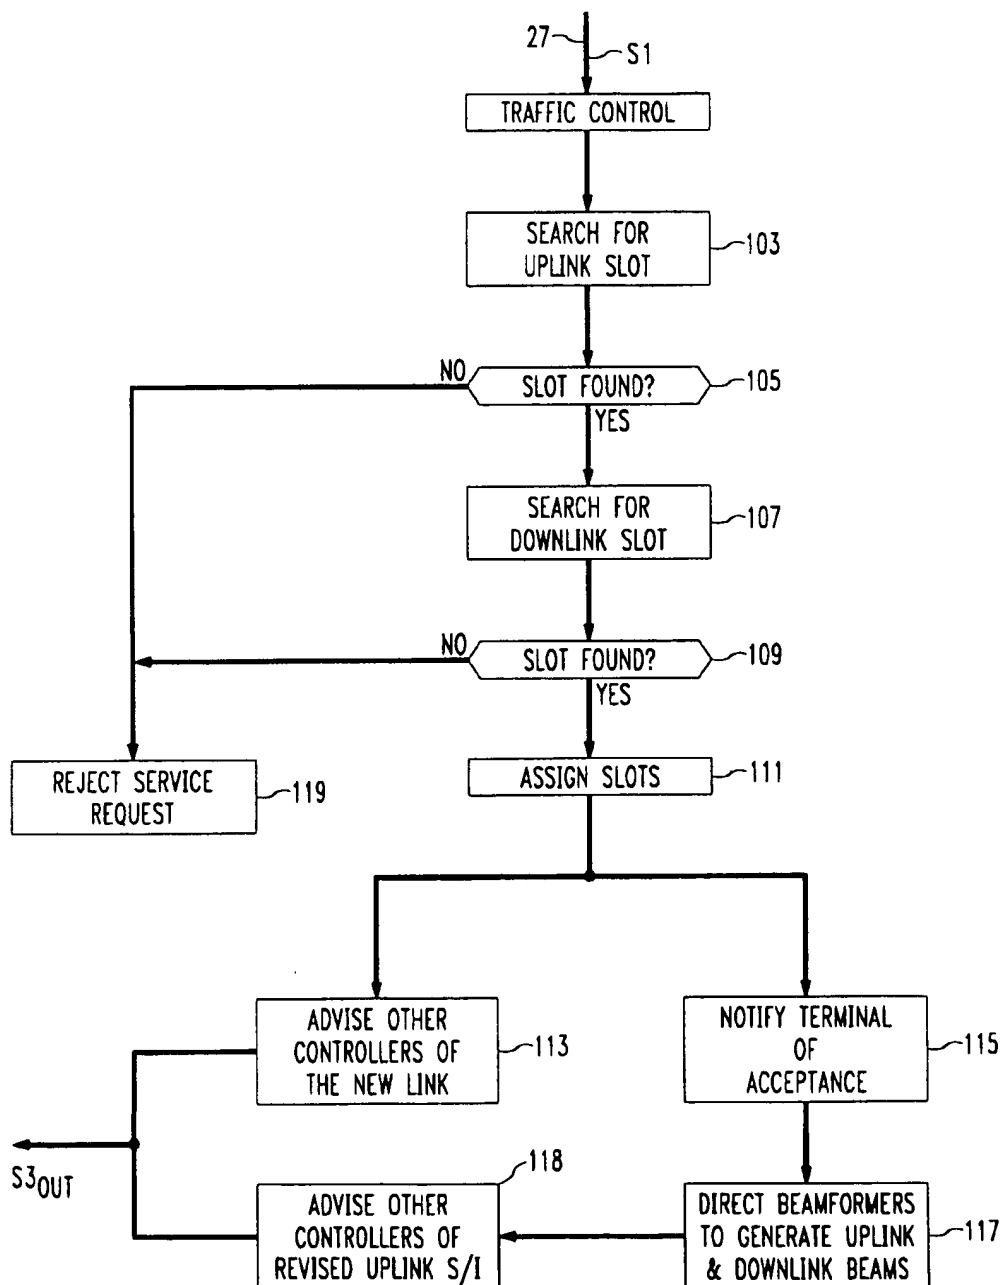 27
S1
TRAFFIC CONTROL
SEARCH FOR
UPLINK SLOT
103
NO
SLOT FOUND?
105
YES
SEARCH FOR
DOWNLINK SLOT
107
NO
SLOT FOUND?
109
YES
REJECT SERVICE
REQUEST
119
ASSIGN SLOTS
111
ADVISE OTHER
CONTROLLERS OF
THE NEW LINK
113
NOTIFY TERMINAL
OF
ACCEPTANCE
115
S3OUT
118
ADVISE OTHER
CONTROLLERS OF
REVISED UPLINK S/I
DIRECT BEAMFORMERS
TO GENERATE UPLINK
& DOWNLINK BEAMS
117